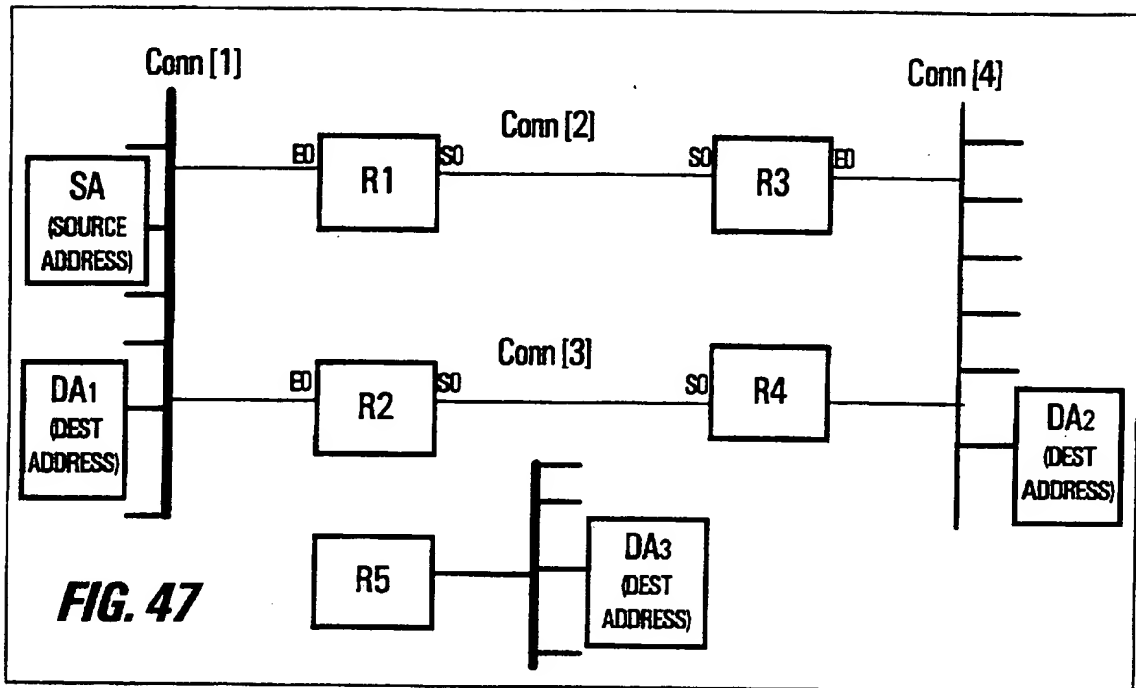 Conn [1]
Conn [4]
Conn [2]
E0
R1
S0
S0
R3
E0
SA
(SOURCE
ADDRESS)
Conn [3]
E0
R2
S0
S0
R4
DA1
(DEST
ADDRESS)
DA2
(DEST
ADDRESS)
R5
DA3
(DEST
ADDRESS)
FIG. 47